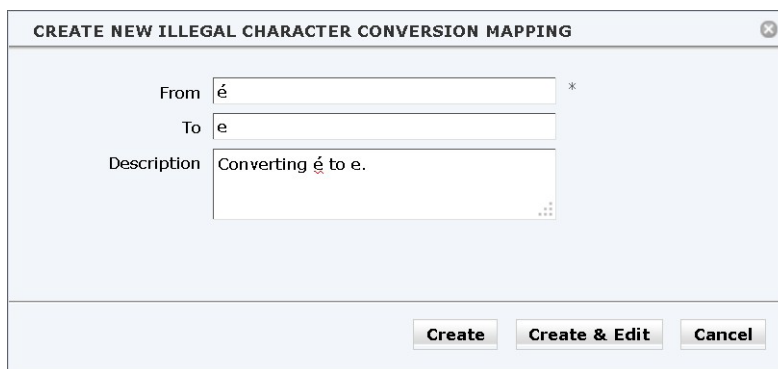 CREATE NEW ILLEGAL CHARACTER CONVERSION MAPPING
From é *
To e
Description Converting é to e.
Create Create & Edit Cancel